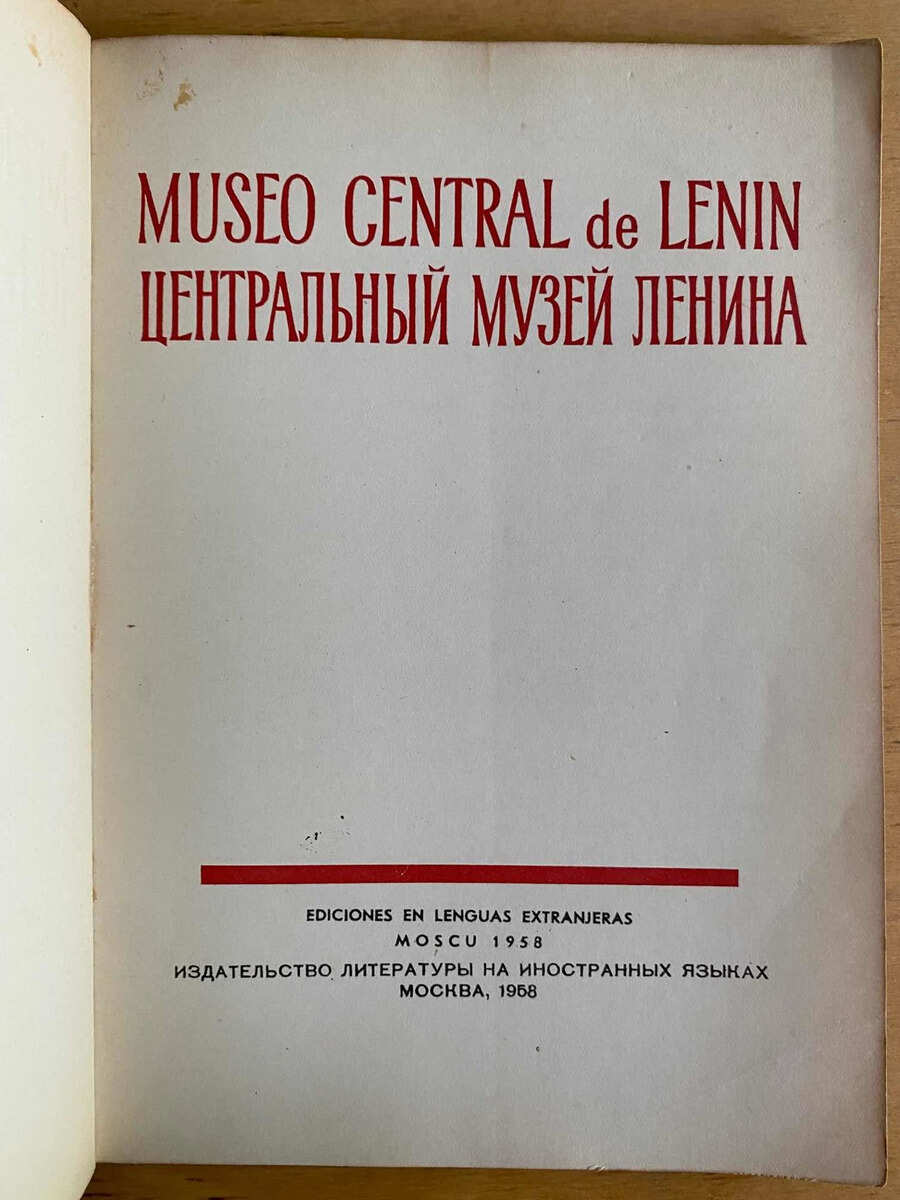 MUSEO CENTRAL de LENIN
ЦЕНТРАЛЬНЫЙ МУЗЕЙ ЛЕНИНА
EDICIONES EN LENGUAS EXTRANJERAS
MOSCU 1958
ИЗДАТЕЛЬСТВО ЛИТЕРАТУРЫ НА ИНОСТРАННЫХ ЯЗЫКАХ
МОСКВА, 1958